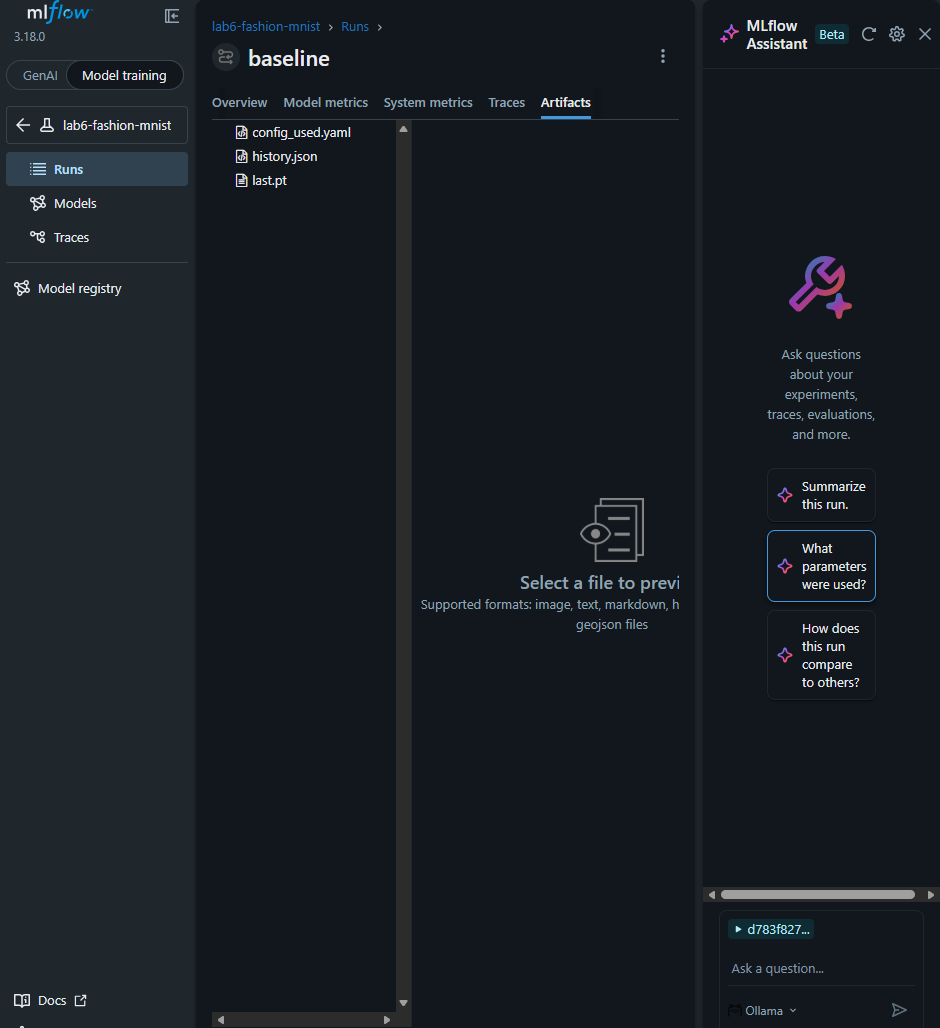 mlflow
3.18.0
GenAI
Model training
lab6-fashion-mnist
Runs
Models
Traces
Model registry
Docs
lab6-fashion-mnist > Runs >
baseline
Overview
Model metrics
System metrics
Traces
Artifacts
config_used.yaml
history.json
last.pt
Select a file to previ
Supported formats: image, text, markdown, h
geojson files
MLflow
Assistant
Beta
Ask questions
about your
experiments,
traces, evaluations,
and more.
Summarize
this run.
What
parameters
were used?
How does
this run
compare
to others?
d783f827...
Ask a question...
Ollama